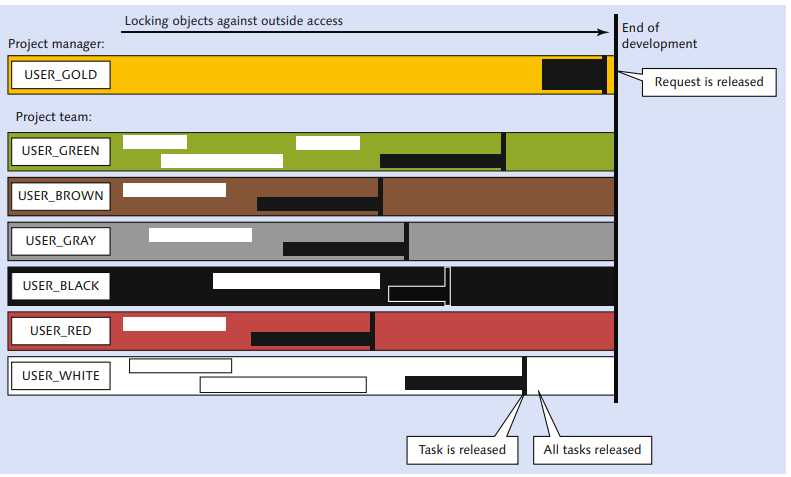 Locking objects against outside access
End of
development
Project manager:
USER_GOLD
Request is released
Project team:
USER_GREEN
USER_BROWN
USER_GRAY
USER_BLACK
USER_RED
USER_WHITE
Task is released
All tasks released